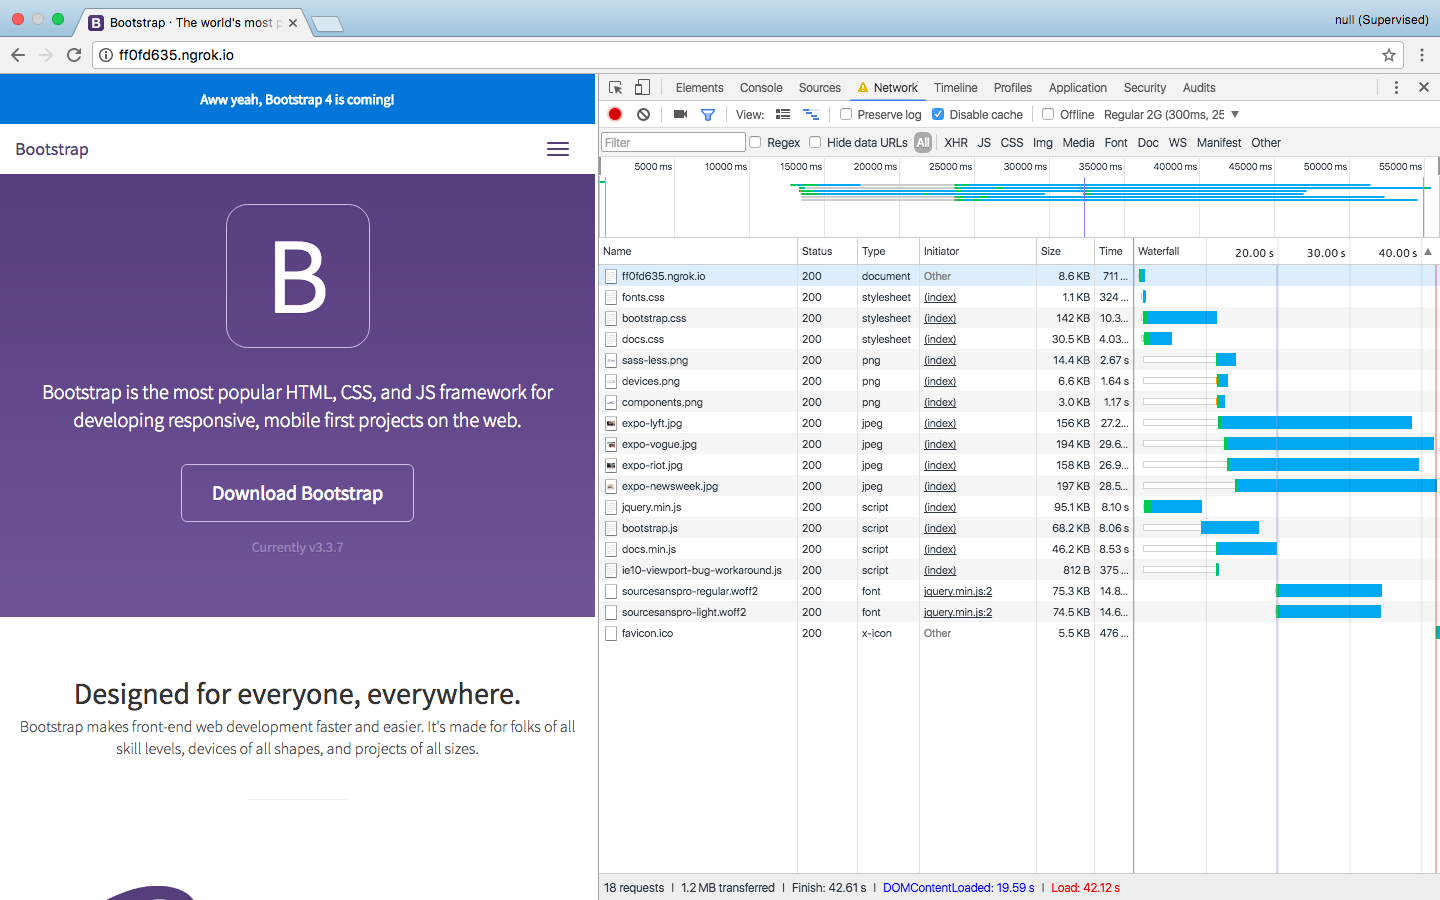 Bootstrap · The world's most p
null (Supervised)
ff0fd635.ngrok.io
Aww yeah, Bootstrap 4 is coming!
Bootstrap
B
Bootstrap is the most popular HTML, CSS, and JS framework for
developing responsive, mobile first projects on the web.
Download Bootstrap
Currently v3.3.7
Designed for everyone, everywhere.
Bootstrap makes front-end web development faster and easier. It's made for folks of all
skill levels, devices of all shapes, and projects of all sizes.
Elements Console Sources Network Timeline Profiles Application Security Audits
View: Preserve log Disable cache Offline Regular 2G (300ms, 25
Filter Regex Hide data URLs All XHR JS CSS Img Media Font Doc WS Manifest Other
5000 ms 10000 ms 15000 ms 20000 ms 25000 ms 30000 ms 35000 ms 40000 ms 45000 ms 50000 ms 55000 ms
Name Status Type Initiator Size Time Waterfall 20.00 s 30.00 s 40.00 s
ff0fd635.ngrok.io 200 document Other 8.6 KB 711 ...
fonts.css 200 stylesheet (index) 1.1 KB 324 ...
bootstrap.css 200 stylesheet (index) 142 KB 10.3...
docs.css 200 stylesheet (index) 30.5 KB 4.03...
sass-less.png 200 png (index) 14.4 KB 2.67 s
devices.png 200 png (index) 6.6 KB 1.64 s
components.png 200 png (index) 3.0 KB 1.17 s
expo-lyft.jpg 200 jpeg (index) 156 KB 27.2...
expo-vogue.jpg 200 jpeg (index) 194 KB 29.6...
expo-riot.jpg 200 jpeg (index) 158 KB 26.9...
expo-newsweek.jpg 200 jpeg (index) 197 KB 28.5...
jquery.min.js 200 script (index) 95.1 KB 8.10 s
bootstrap.js 200 script (index) 68.2 KB 8.06 s
docs.min.js 200 script (index) 46.2 KB 8.53 s
ie10-viewport-bug-workaround.js 200 script (index) 812 B 375 ...
sourcesanspro-regular.woff2 200 font jquery.min.js:2 75.3 KB 14.8...
sourcesanspro-light.woff2 200 font jquery.min.js:2 74.5 KB 14.6...
favicon.ico 200 x-icon Other 5.5 KB 476 ...
18 requests | 1.2 MB transferred | Finish: 42.61 s | DOMContentLoaded: 19.59 s | Load: 42.12 s